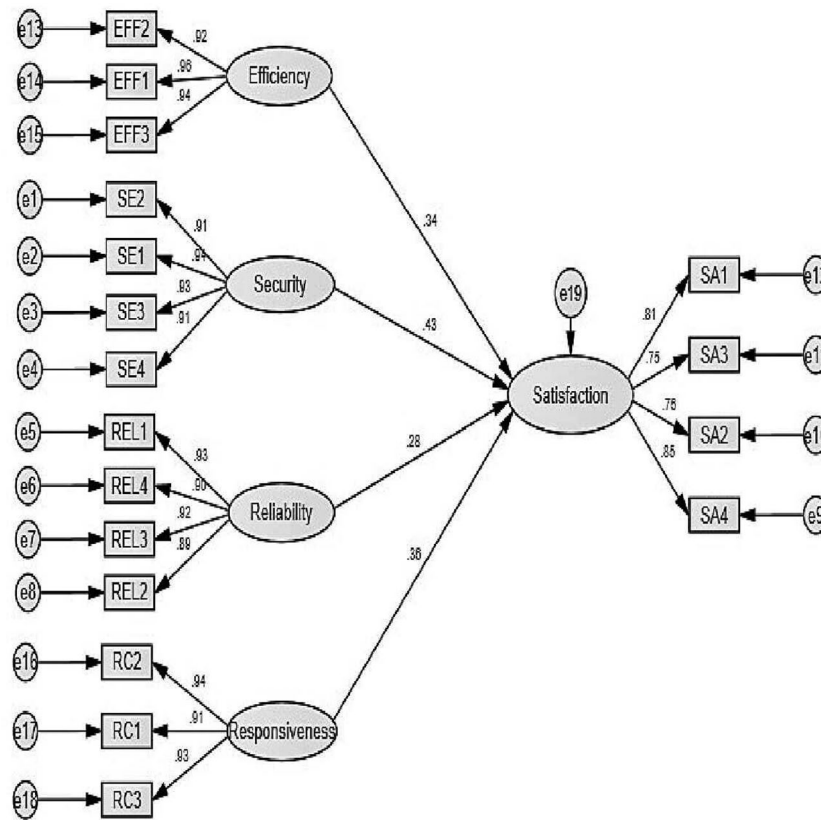 e13
EFF2
.92
e14
EFF1
.96
e15
EFF3
.94
Efficiency
.34
e1
SE2
.91
e2
SE1
.94
e3
SE3
.93
e4
SE4
.91
Security
.43
e5
REL1
.93
e6
REL4
.90
e7
REL3
.92
e8
REL2
.89
Reliability
.28
e16
RC2
.94
e17
RC1
.91
e18
RC3
.93
Responsiveness
.36
e19
Satisfaction
.81
SA1
.75
SA3
.76
SA2
.85
SA4
e9